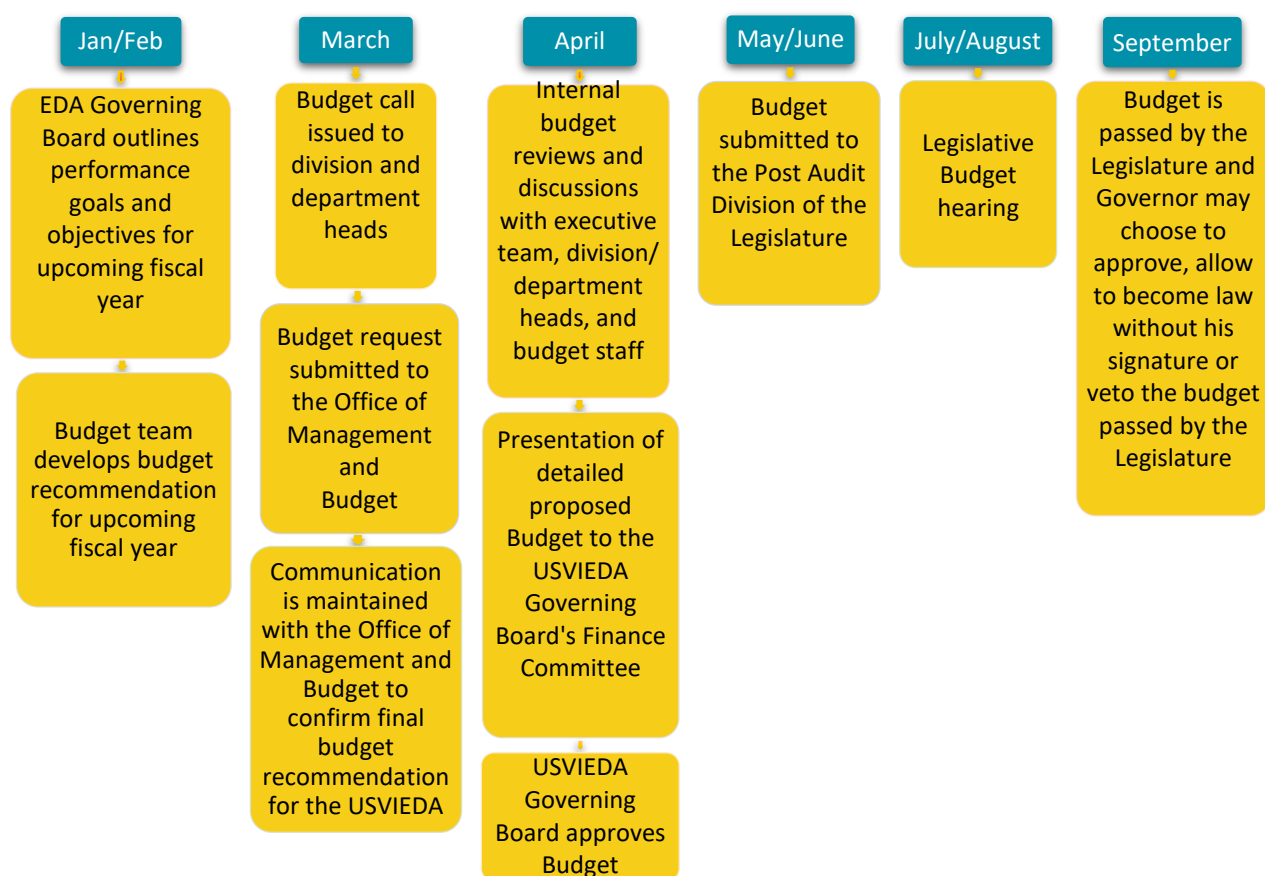 Jan/Feb
EDA Governing
Board outlines
performance
goals and
objectives for
upcoming fiscal
year
Budget team
develops budget
recommendation
for upcoming
fiscal year
March
Budget call
issued to
division and
department
heads
Budget request
submitted to
the Office of
Management
and
Budget
Communication
is maintained
with the Office of
Management and
Budget to
confirm final
budget
recommendation
for the USVIEDA
April
Internal
budget
reviews and
discussions
with executive
team, division/
department
heads, and
budget staff
Presentation of
detailed
proposed
Budget to the
USVIEDA
Governing
Board's Finance
Committee
USVIEDA
Governing
Board approves
Budget
May/June
Budget
submitted to
the Post Audit
Division of the
Legislature
July/August
Legislative
Budget
hearing
September
Budget is
passed by the
Legislature and
Governor may
choose to
approve, allow
to become law
without his
signature or
veto the budget
passed by the
Legislature